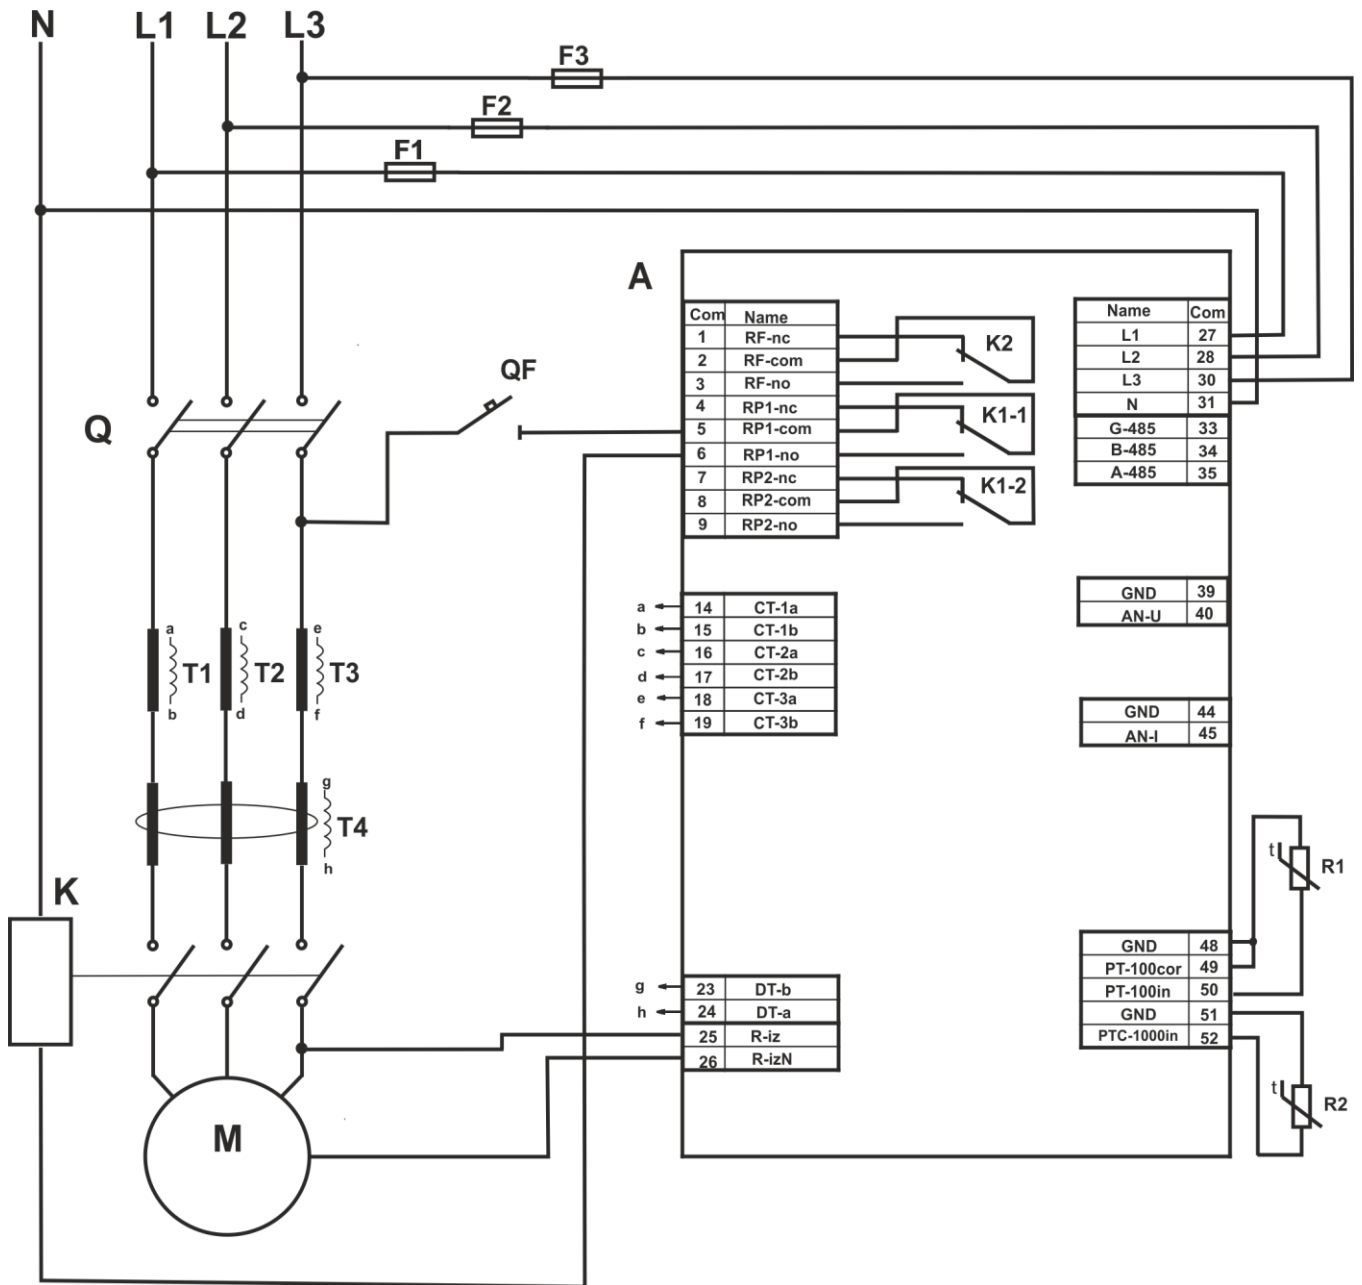 N L1 L2 L3
F3
F2
F1
A
Com Name
1 RF-nc
2 RF-com
3 RF-no
4 RP1-nc
5 RP1-com
6 RP1-no
7 RP2-nc
8 RP2-com
9 RP2-no
K2
K1-1
K1-2
Name Com
L1 27
L2 28
L3 30
N 31
G-485 33
B-485 34
A-485 35
QF
Q
GND 39
AN-U 40
a 14 CT-1a
b 15 CT-1b
c 16 CT-2a
d 17 CT-2b
e 18 CT-3a
f 19 CT-3b
a c e
T1 T2 T3
b d f
GND 44
AN-I 45
g
T4
h
t R1
K
GND 48
PT-100cor 49
PT-100in 50
GND 51
PTC-1000in 52
g 23 DT-b
h 24 DT-a
25 R-iz
26 R-izN
t R2
M